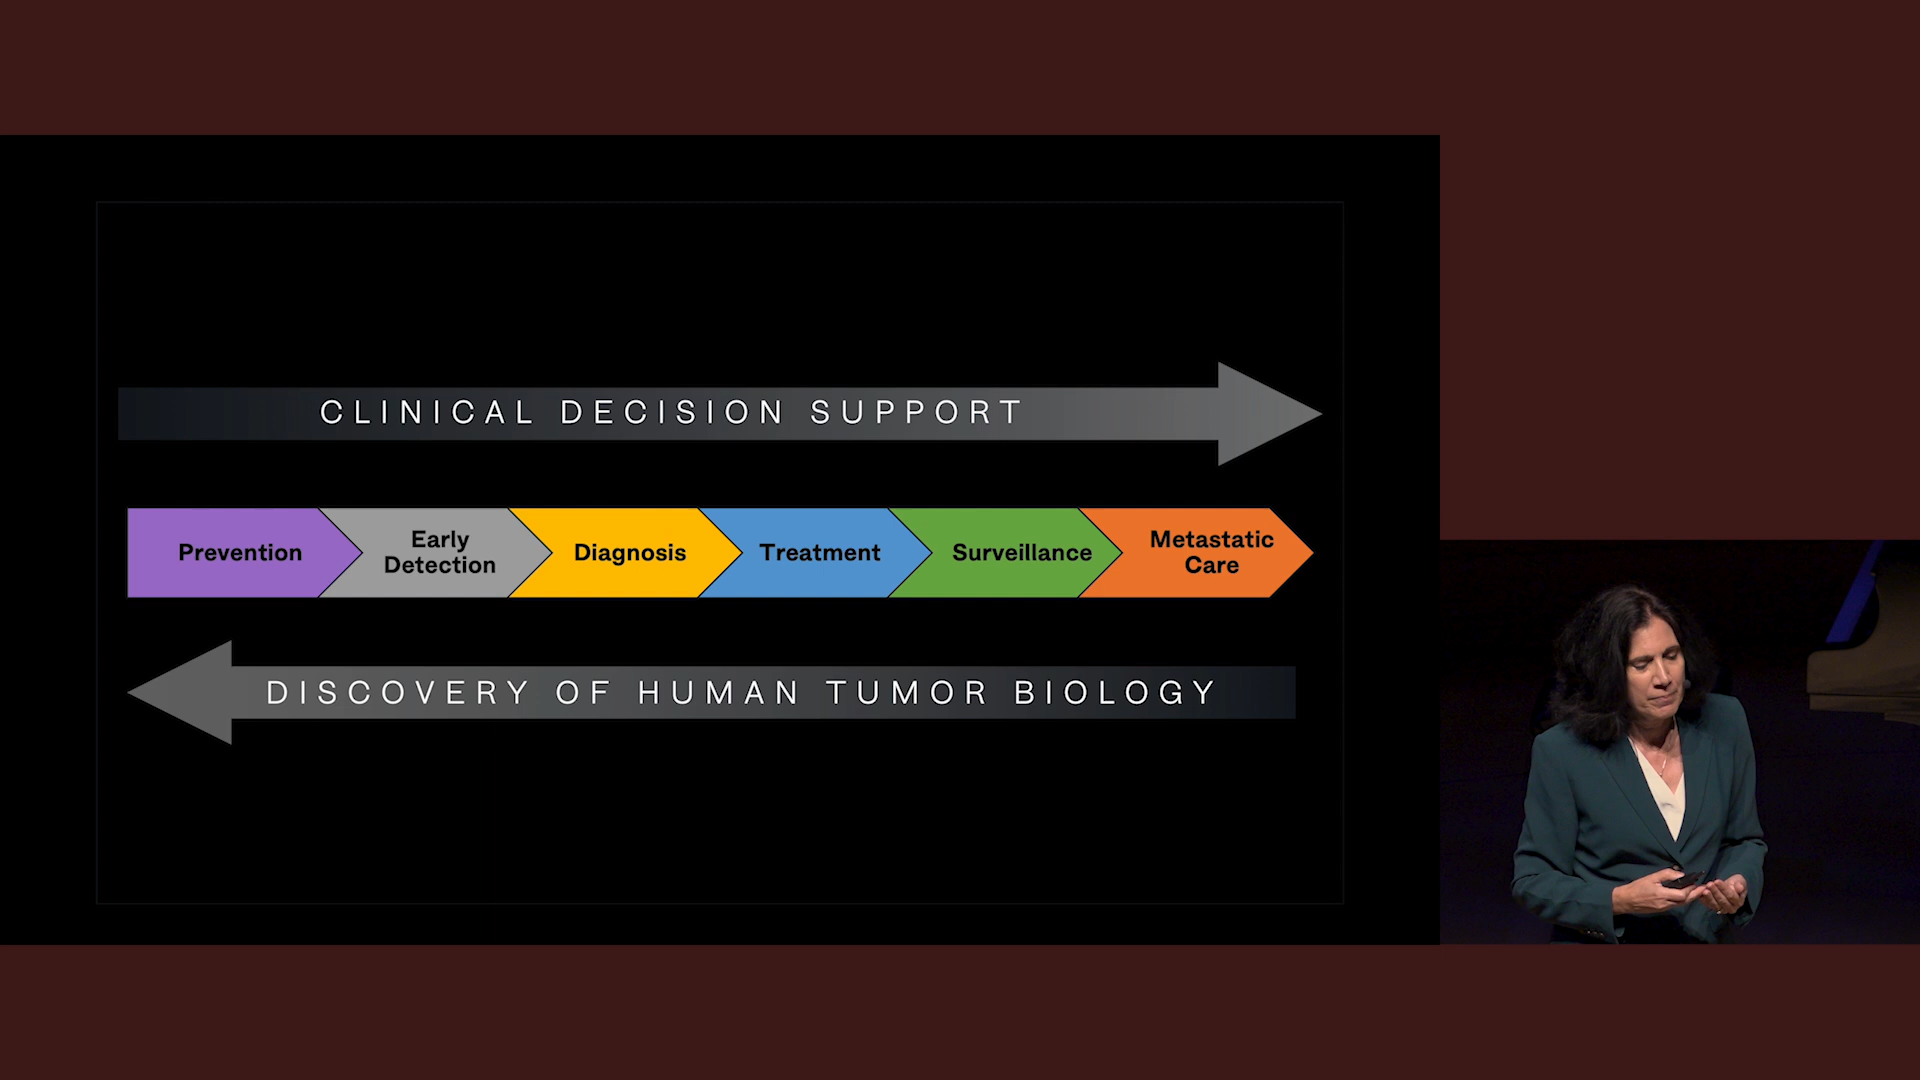 CLINICAL DECISION SUPPORT
Prevention
Early
Detection
Diagnosis
Treatment
Surveillance
Metastatic
Care
DISCOVERY OF HUMAN TUMOR BIOLOGY